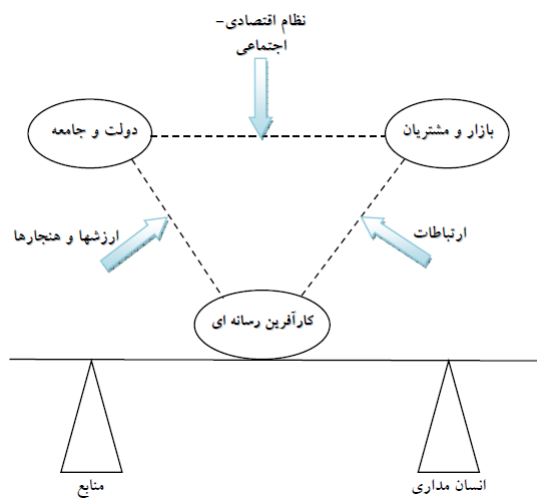 نظام اقتصادی-
اجتماعی
بازار و مشتریان
دولت و جامعه
ارتباطات
ارزشها و هنجارها
کارآفرین رسانه ای
انسان مداری
منابع